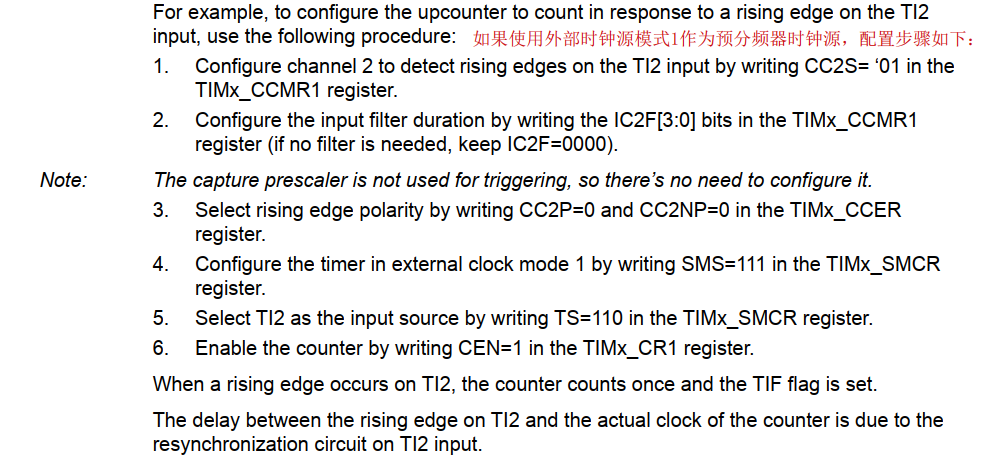 For example, to configure the upcounter to count in response to a rising edge on the TI2
input, use the following procedure: 如果使用外部时钟源模式1作为预分频器时钟源，配置步骤如下：
1. Configure channel 2 to detect rising edges on the TI2 input by writing CC2S= ‘01 in the
TIMx_CCMR1 register.
2. Configure the input filter duration by writing the IC2F[3:0] bits in the TIMx_CCMR1
register (if no filter is needed, keep IC2F=0000).
Note: The capture prescaler is not used for triggering, so there’s no need to configure it.
3. Select rising edge polarity by writing CC2P=0 and CC2NP=0 in the TIMx_CCER
register.
4. Configure the timer in external clock mode 1 by writing SMS=111 in the TIMx_SMCR
register.
5. Select TI2 as the input source by writing TS=110 in the TIMx_SMCR register.
6. Enable the counter by writing CEN=1 in the TIMx_CR1 register.
When a rising edge occurs on TI2, the counter counts once and the TIF flag is set.
The delay between the rising edge on TI2 and the actual clock of the counter is due to the
resynchronization circuit on TI2 input.